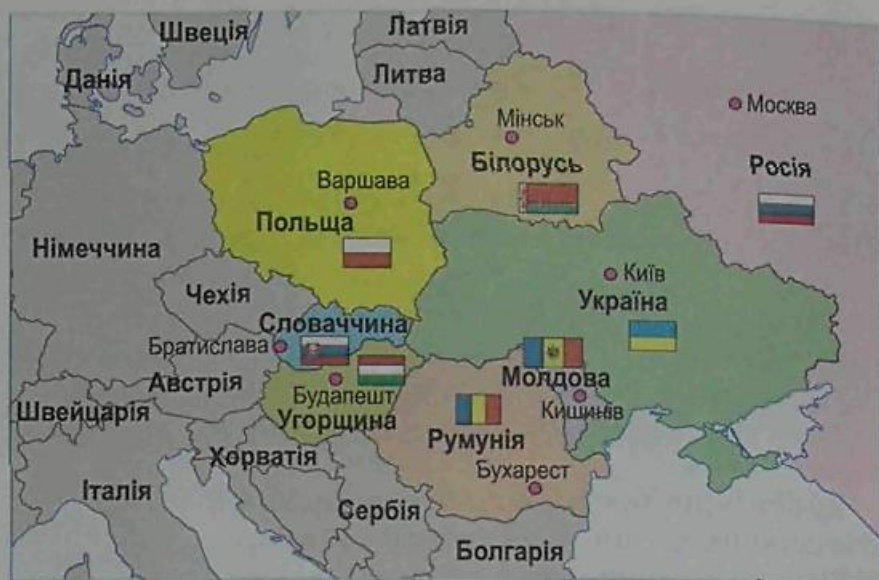 Швеція
Латвія
Данія
Литва
Москва
Мінськ
Білорусь
Росія
Варшава
Польща
Німеччина
Київ
Україна
Чехія
Словаччина
Братислава
Австрія
Молдова
Будапешт
Швейцарія
Угорщина
Кишинів
Румунія
Хорватія
Бухарест
Італія
Сербія
Болгарія